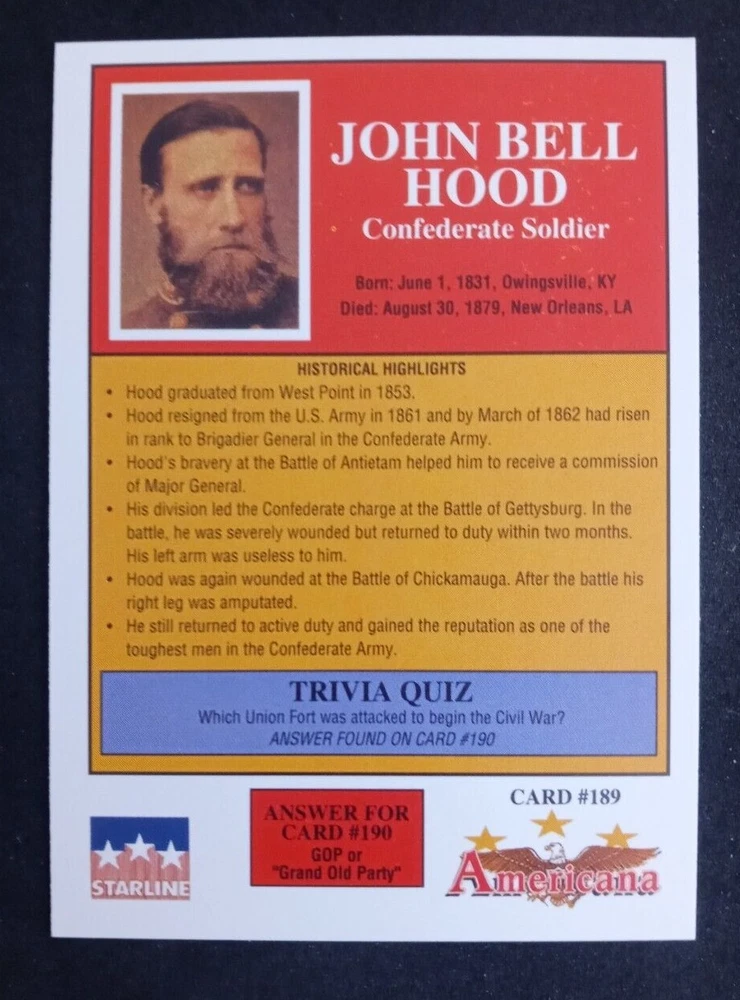 JOHN BELL
HOOD
Confederate Soldier
Born: June 1, 1831, Owingsville, KY
Died: August 30, 1879, New Orleans, LA
HISTORICAL HIGHLIGHTS
• Hood graduated from West Point in 1853.
• Hood resigned from the U.S. Army in 1861 and by March of 1862 had risen
in rank to Brigadier General in the Confederate Army.
• Hood's bravery at the Battle of Antietam helped him to receive a commission
of Major General.
• His division led the Confederate charge at the Battle of Gettysburg. In the
battle, he was severely wounded but returned to duty within two months.
His left arm was useless to him.
• Hood was again wounded at the Battle of Chickamauga. After the battle his
right leg was amputated.
• He still returned to active duty and gained the reputation as one of the
toughest men in the Confederate Army.
TRIVIA QUIZ
Which Union Fort was attacked to begin the Civil War?
ANSWER FOUND ON CARD #190
STARLINE
ANSWER FOR
CARD #190
GOP or
"Grand Old Party"
CARD #189
Americana